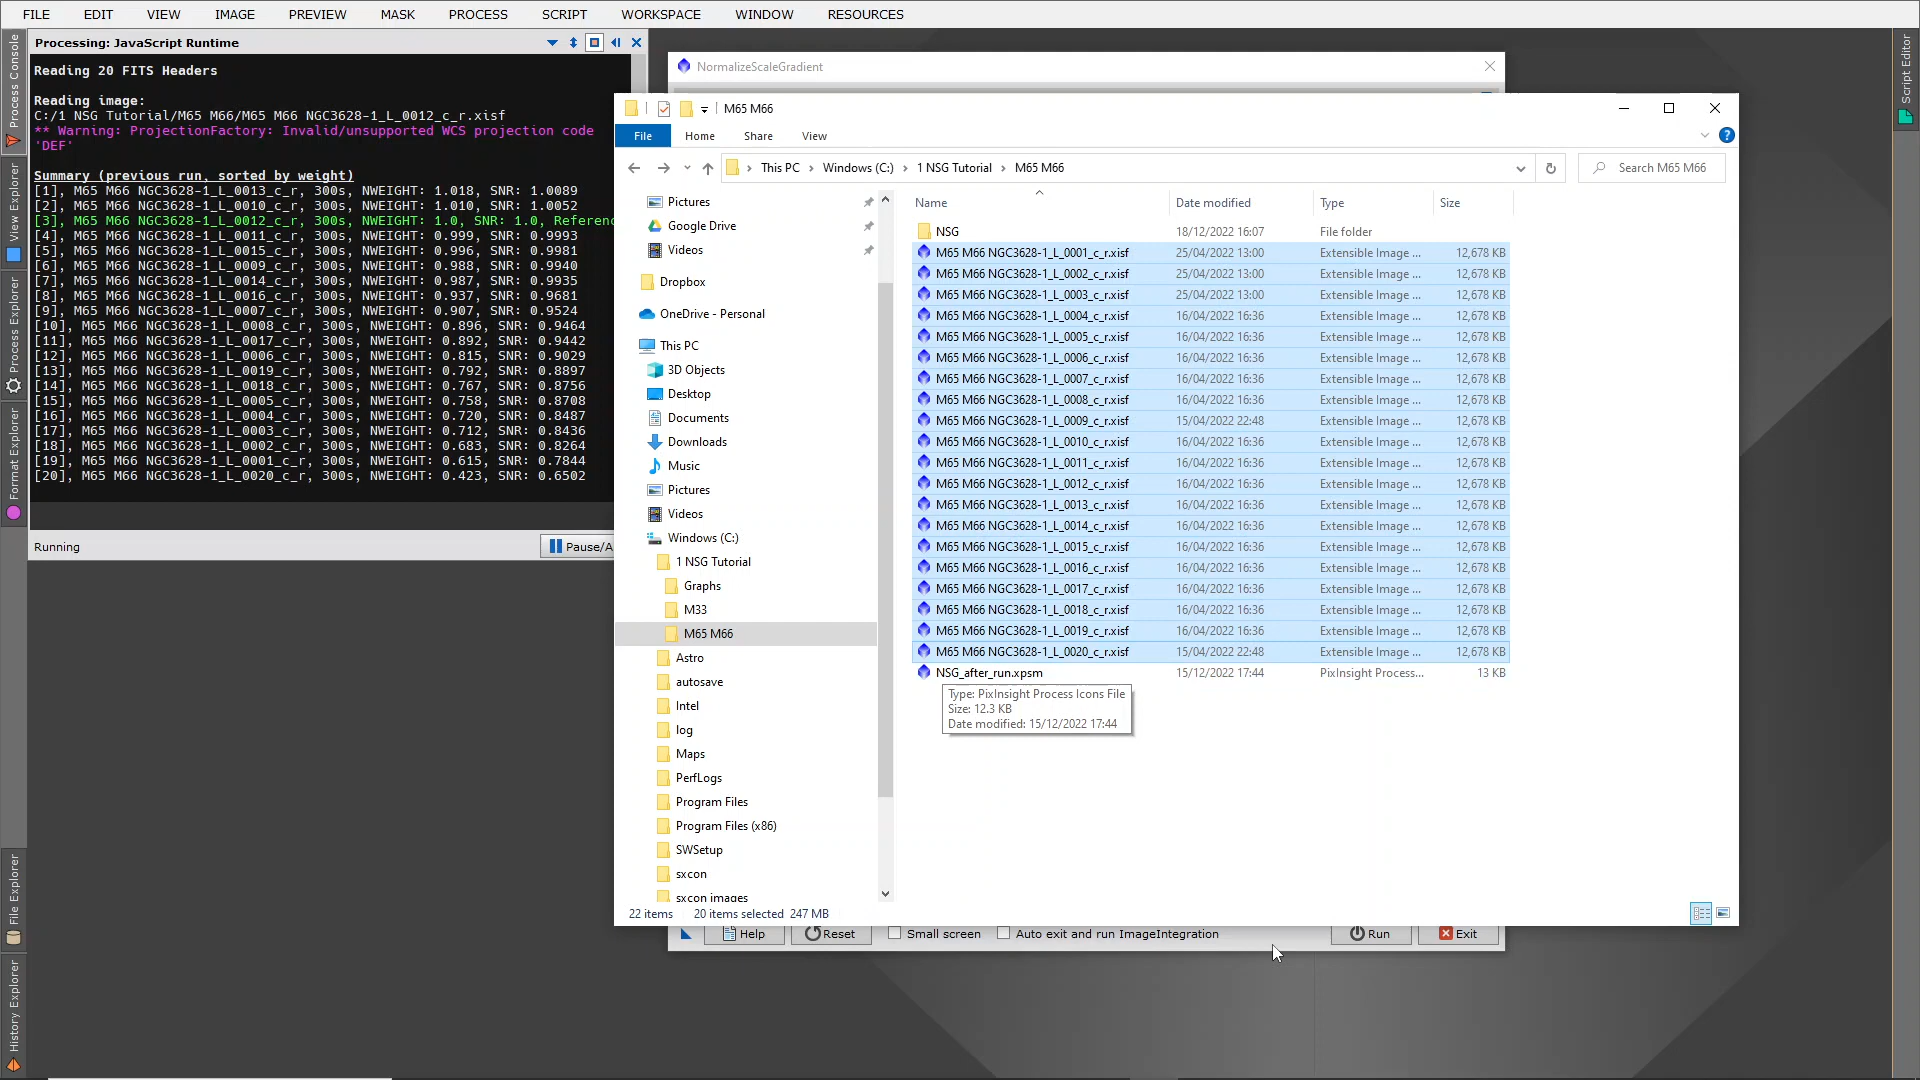 FILE EDIT VIEW IMAGE PREVIEW MASK PROCESS SCRIPT WORKSPACE WINDOW RESOURCES
Process Console
View Explorer
Process Explorer
Format Explorer
File Explorer
History Explorer
Script Editor
Processing: JavaScript Runtime
Reading 20 FITS Headers
Reading image:
C:/1 NSG Tutorial/M65 M66/M65 M66 NGC3628-1_L_0012_c_r.xisf
** Warning: ProjectionFactory: Invalid/unsupported WCS projection code
'DEF'
Summary (previous run, sorted by weight)
[1], M65 M66 NGC3628-1_L_0013_c_r, 300s, NWEIGHT: 1.018, SNR: 1.0089
[2], M65 M66 NGC3628-1_L_0010_c_r, 300s, NWEIGHT: 1.010, SNR: 1.0052
[3], M65 M66 NGC3628-1_L_0012_c_r, 300s, NWEIGHT: 1.0, SNR: 1.0, Referenc
[4], M65 M66 NGC3628-1_L_0011_c_r, 300s, NWEIGHT: 0.999, SNR: 0.9993
[5], M65 M66 NGC3628-1_L_0015_c_r, 300s, NWEIGHT: 0.996, SNR: 0.9981
[6], M65 M66 NGC3628-1_L_0009_c_r, 300s, NWEIGHT: 0.988, SNR: 0.9940
[7], M65 M66 NGC3628-1_L_0014_c_r, 300s, NWEIGHT: 0.987, SNR: 0.9935
[8], M65 M66 NGC3628-1_L_0016_c_r, 300s, NWEIGHT: 0.937, SNR: 0.9681
[9], M65 M66 NGC3628-1_L_0007_c_r, 300s, NWEIGHT: 0.907, SNR: 0.9524
[10], M65 M66 NGC3628-1_L_0008_c_r, 300s, NWEIGHT: 0.896, SNR: 0.9464
[11], M65 M66 NGC3628-1_L_0017_c_r, 300s, NWEIGHT: 0.892, SNR: 0.9442
[12], M65 M66 NGC3628-1_L_0006_c_r, 300s, NWEIGHT: 0.815, SNR: 0.9029
[13], M65 M66 NGC3628-1_L_0019_c_r, 300s, NWEIGHT: 0.792, SNR: 0.8897
[14], M65 M66 NGC3628-1_L_0018_c_r, 300s, NWEIGHT: 0.767, SNR: 0.8756
[15], M65 M66 NGC3628-1_L_0005_c_r, 300s, NWEIGHT: 0.758, SNR: 0.8708
[16], M65 M66 NGC3628-1_L_0004_c_r, 300s, NWEIGHT: 0.720, SNR: 0.8487
[17], M65 M66 NGC3628-1_L_0003_c_r, 300s, NWEIGHT: 0.712, SNR: 0.8436
[18], M65 M66 NGC3628-1_L_0002_c_r, 300s, NWEIGHT: 0.683, SNR: 0.8264
[19], M65 M66 NGC3628-1_L_0001_c_r, 300s, NWEIGHT: 0.615, SNR: 0.7844
[20], M65 M66 NGC3628-1_L_0020_c_r, 300s, NWEIGHT: 0.423, SNR: 0.6502
Running Pause/A
NormalizeScaleGradient
M65 M66
File Home Share View
This PC › Windows (C:) › 1 NSG Tutorial › M65 M66
Search M65 M66
Pictures
Google Drive
Videos
Dropbox
OneDrive - Personal
This PC
3D Objects
Desktop
Documents
Downloads
Music
Pictures
Videos
Windows (C:)
1 NSG Tutorial
Graphs
M33
M65 M66
Astro
autosave
Intel
log
Maps
PerfLogs
Program Files
Program Files (x86)
SWSetup
sxcon
sxcon images
Name Date modified Type Size
NSG 18/12/2022 16:07 File folder
M65 M66 NGC3628-1_L_0001_c_r.xisf 25/04/2022 13:00 Extensible Image ... 12,678 KB
M65 M66 NGC3628-1_L_0002_c_r.xisf 25/04/2022 13:00 Extensible Image ... 12,678 KB
M65 M66 NGC3628-1_L_0003_c_r.xisf 25/04/2022 13:00 Extensible Image ... 12,678 KB
M65 M66 NGC3628-1_L_0004_c_r.xisf 16/04/2022 16:36 Extensible Image ... 12,678 KB
M65 M66 NGC3628-1_L_0005_c_r.xisf 16/04/2022 16:36 Extensible Image ... 12,678 KB
M65 M66 NGC3628-1_L_0006_c_r.xisf 16/04/2022 16:36 Extensible Image ... 12,678 KB
M65 M66 NGC3628-1_L_0007_c_r.xisf 16/04/2022 16:36 Extensible Image ... 12,678 KB
M65 M66 NGC3628-1_L_0008_c_r.xisf 16/04/2022 16:36 Extensible Image ... 12,678 KB
M65 M66 NGC3628-1_L_0009_c_r.xisf 15/04/2022 22:48 Extensible Image ... 12,678 KB
M65 M66 NGC3628-1_L_0010_c_r.xisf 16/04/2022 16:36 Extensible Image ... 12,678 KB
M65 M66 NGC3628-1_L_0011_c_r.xisf 16/04/2022 16:36 Extensible Image ... 12,678 KB
M65 M66 NGC3628-1_L_0012_c_r.xisf 16/04/2022 16:36 Extensible Image ... 12,678 KB
M65 M66 NGC3628-1_L_0013_c_r.xisf 16/04/2022 16:36 Extensible Image ... 12,678 KB
M65 M66 NGC3628-1_L_0014_c_r.xisf 16/04/2022 16:36 Extensible Image ... 12,678 KB
M65 M66 NGC3628-1_L_0015_c_r.xisf 16/04/2022 16:36 Extensible Image ... 12,678 KB
M65 M66 NGC3628-1_L_0016_c_r.xisf 16/04/2022 16:36 Extensible Image ... 12,678 KB
M65 M66 NGC3628-1_L_0017_c_r.xisf 16/04/2022 16:36 Extensible Image ... 12,678 KB
M65 M66 NGC3628-1_L_0018_c_r.xisf 16/04/2022 16:36 Extensible Image ... 12,678 KB
M65 M66 NGC3628-1_L_0019_c_r.xisf 16/04/2022 16:36 Extensible Image ... 12,678 KB
M65 M66 NGC3628-1_L_0020_c_r.xisf 15/04/2022 22:48 Extensible Image ... 12,678 KB
NSG_after_run.xpsm 15/12/2022 17:44 PixInsight Process... 13 KB
Type: PixInsight Process Icons File
Size: 12.3 KB
Date modified: 15/12/2022 17:44
22 items 20 items selected 247 MB
Help Reset Small screen Auto exit and run ImageIntegration Run Exit